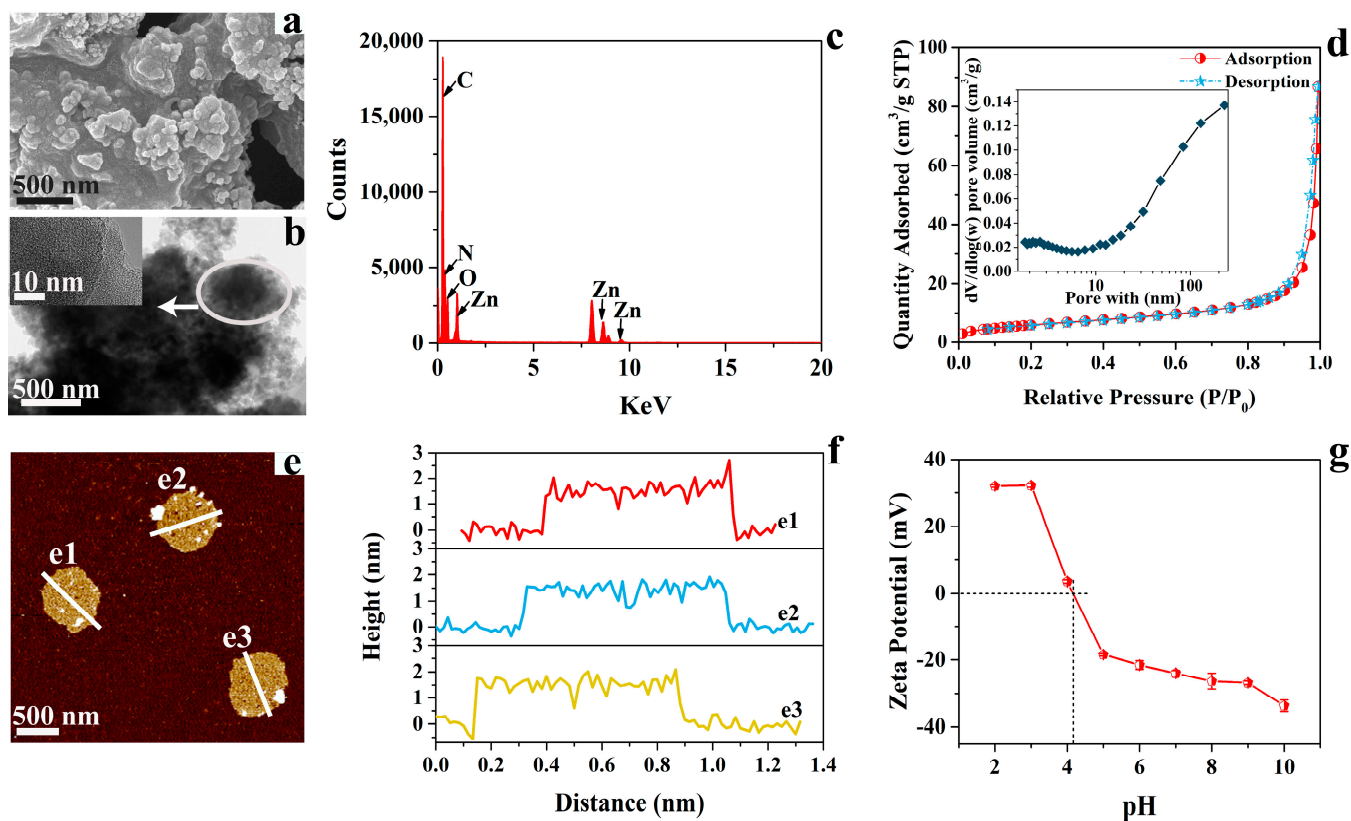 a
500 nm
b
10 nm
500 nm
c
20,000
15,000
10,000
5,000
0
Counts
C
N
O
Zn
Zn
Zn
0 5 10 15 20
KeV
d
Adsorption
Desorption
100
80
60
40
20
0
Quantity Adsorbed (cm³/g STP)
0.14
0.12
0.10
0.08
0.06
0.04
0.02
0.00
dV/dlog(w) pore volume (cm³/g)
10 100
Pore with (nm)
0.0 0.2 0.4 0.6 0.8 1.0
Relative Pressure (P/P₀)
e
e2
e1
e3
500 nm
f
3
2
1
0
e1
3
2
1
0
e2
3
2
1
0
e3
Height (nm)
0.0 0.2 0.4 0.6 0.8 1.0 1.2 1.4
Distance (nm)
g
40
20
0
-20
-40
Zeta Potential (mV)
2 4 6 8 10
pH